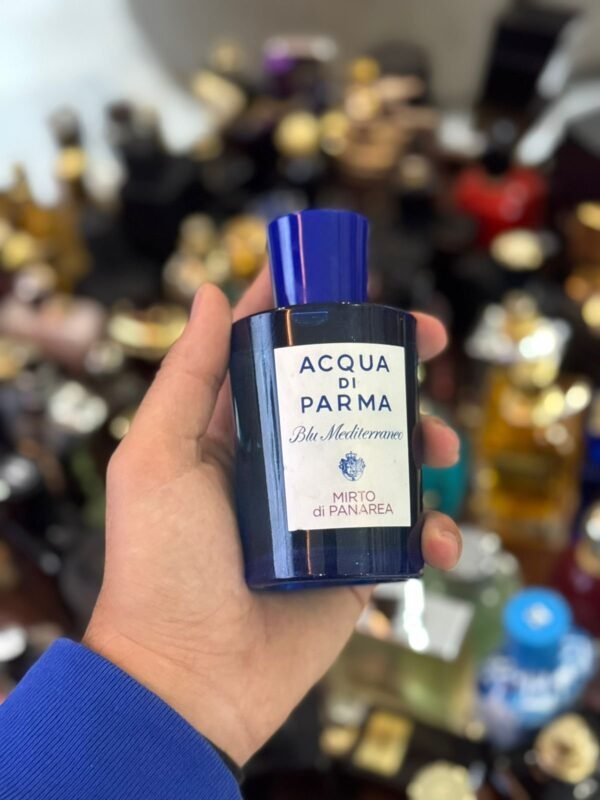 ACQUA
DI
PARMA
Blu Mediterraneo
MIRTO
di PANAREA